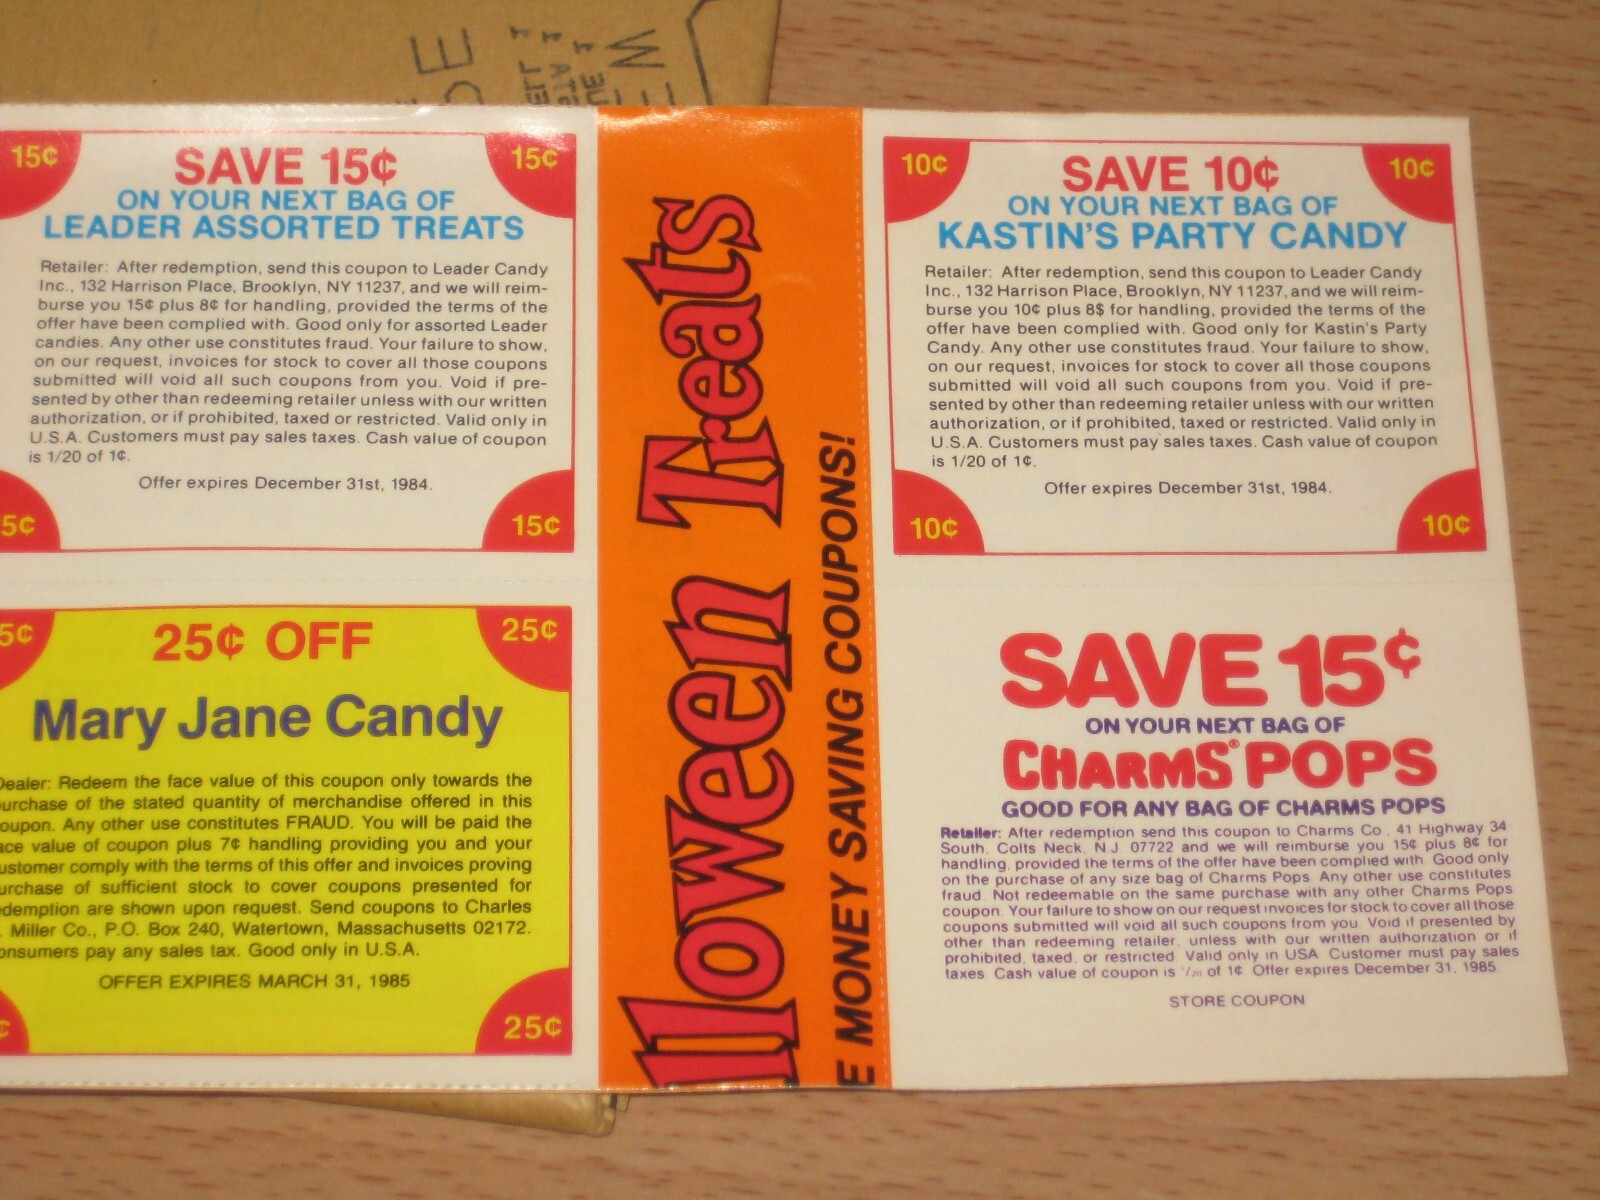 15¢
15¢
SAVE 15¢
ON YOUR NEXT BAG OF
LEADER ASSORTED TREATS
Retailer: After redemption, send this coupon to Leader Candy
Inc., 132 Harrison Place, Brooklyn, NY 11237, and we will reim-
burse you 15¢ plus 8¢ for handling, provided the terms of the
offer have been complied with. Good only for assorted Leader
candies. Any other use constitutes fraud. Your failure to show,
on our request, invoices for stock to cover all those coupons
submitted will void all such coupons from you. Void if pre-
sented by other than redeeming retailer unless with our written
authorization, or if prohibited, taxed or restricted. Valid only in
U.S.A. Customers must pay sales taxes. Cash value of coupon
is 1/20 of 1¢.
Offer expires December 31st, 1984.
5¢
15¢
5¢
25¢
25¢ OFF
Mary Jane Candy
Dealer: Redeem the face value of this coupon only towards the
urchase of the stated quantity of merchandise offered in this
oupon. Any other use constitutes FRAUD. You will be paid the
ace value of coupon plus 7¢ handling providing you and your
ustomer comply with the terms of this offer and invoices proving
urchase of sufficient stock to cover coupons presented for
edemption are shown upon request. Send coupons to Charles
. Miller Co., P.O. Box 240, Watertown, Massachusetts 02172.
onsumers pay any sales tax. Good only in U.S.A.
OFFER EXPIRES MARCH 31, 1985
¢
25¢
lloween Treats
E MONEY SAVING COUPONS!
10¢
10¢
SAVE 10¢
ON YOUR NEXT BAG OF
KASTIN'S PARTY CANDY
Retailer: After redemption, send this coupon to Leader Candy
Inc., 132 Harrison Place, Brooklyn, NY 11237, and we will reim-
burse you 10¢ plus 8$ for handling, provided the terms of the
offer have been complied with. Good only for Kastin's Party
Candy. Any other use constitutes fraud. Your failure to show,
on our request, invoices for stock to cover all those coupons
submitted will void all such coupons from you. Void if pre-
sented by other than redeeming retailer unless with our written
authorization, or if prohibited, taxed or restricted. Valid only in
U.S.A. Customers must pay sales taxes. Cash value of coupon
is 1/20 of 1¢.
Offer expires December 31st, 1984.
10¢
10¢
SAVE 15¢
ON YOUR NEXT BAG OF
CHARMS® POPS
GOOD FOR ANY BAG OF CHARMS POPS
Retailer: After redemption send this coupon to Charms Co., 41 Highway 34
South, Colts Neck, N.J. 07722 and we will reimburse you 15¢ plus 8¢ for
handling, provided the terms of the offer have been complied with. Good only
on the purchase of any size bag of Charms Pops. Any other use constitutes
fraud. Not redeemable on the same purchase with any other Charms Pops
coupon. Your failure to show on our request invoices for stock to cover all those
coupons submitted will void all such coupons from you. Void if presented by
other than redeeming retailer, unless with our written authorization or if
prohibited, taxed, or restricted. Valid only in USA. Customer must pay sales
taxes. Cash value of coupon is 1/20 of 1¢. Offer expires December 31, 1985.
STORE COUPON